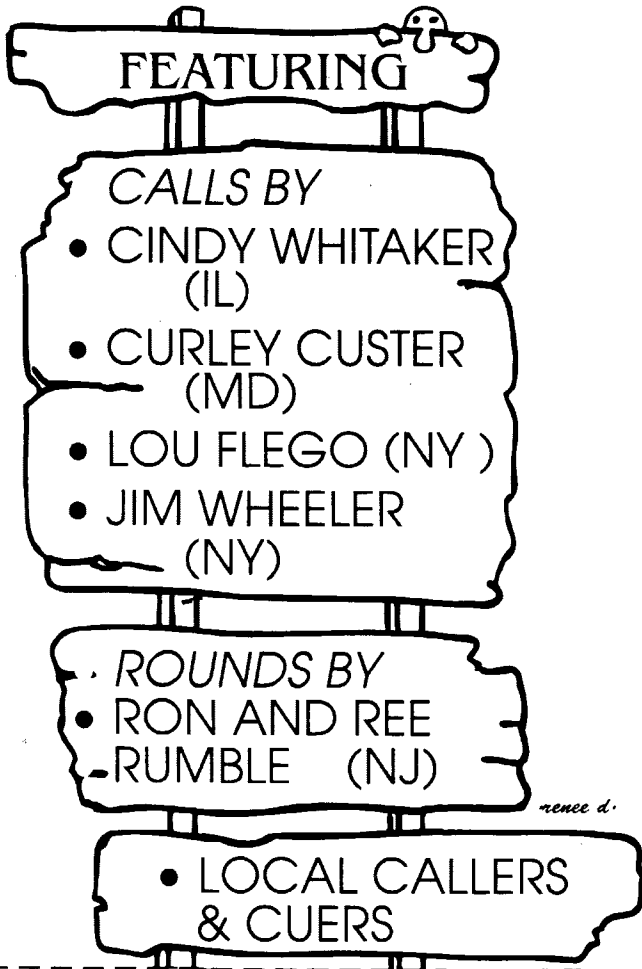 FEATURING
CALLS BY
• CINDY WHITAKER
(IL)
• CURLEY CUSTER
(MD)
• LOU FLEGO (NY )
• JIM WHEELER
(NY)
ROUNDS BY
• RON AND REE
RUMBLE (NJ)
renee d.
• LOCAL CALLERS
& CUERS